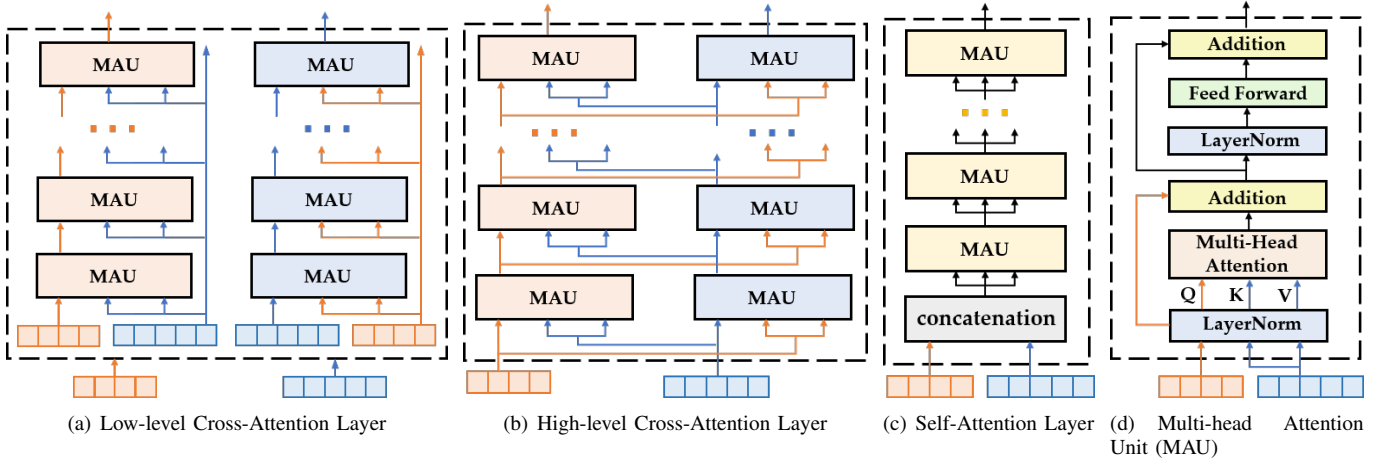 MAU
MAU
MAU
MAU
MAU
MAU
(a) Low-level Cross-Attention Layer
MAU
MAU
MAU
MAU
MAU
MAU
(b) High-level Cross-Attention Layer
MAU
MAU
MAU
concatenation
(c) Self-Attention Layer
Addition
Feed Forward
LayerNorm
Addition
Multi-Head
Attention
Q K V
LayerNorm
(d) Multi-head Attention
Unit (MAU)